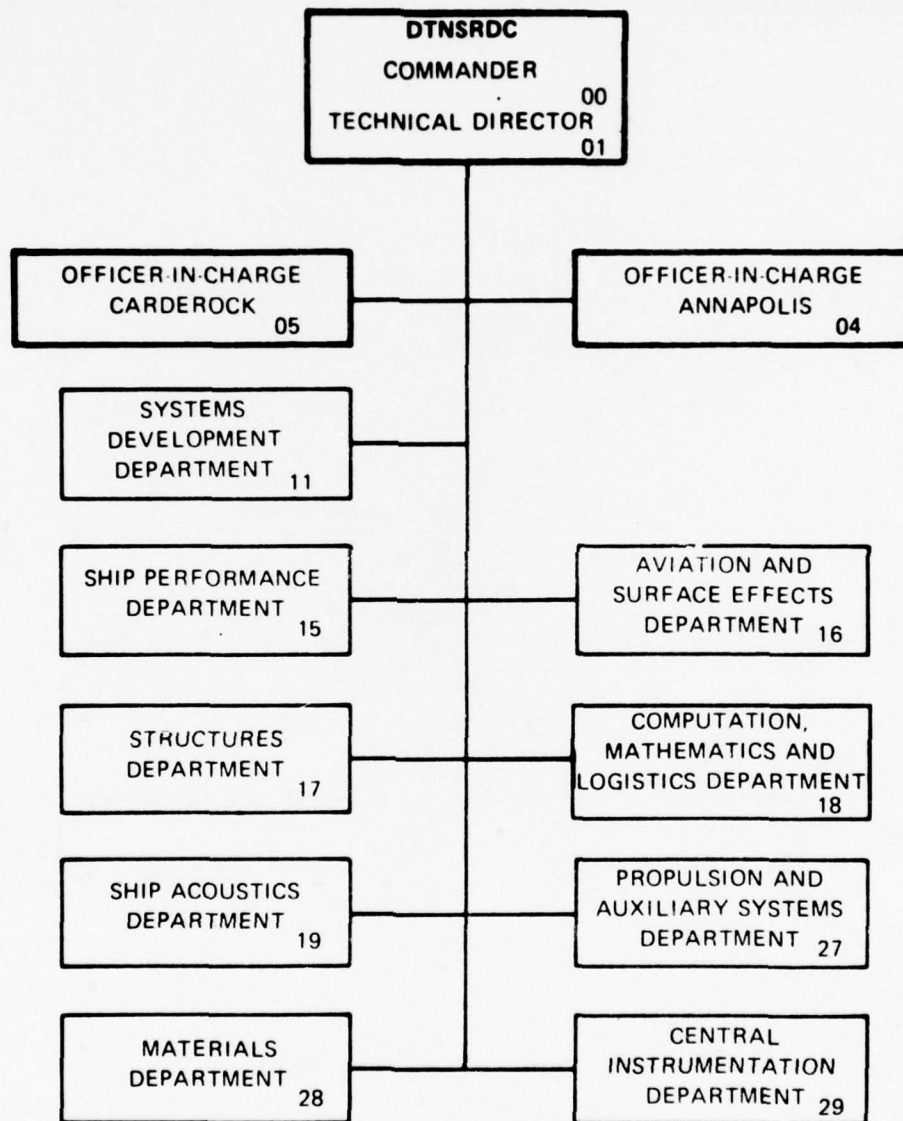 DTNSRDC
COMMANDER
00
TECHNICAL DIRECTOR
01
OFFICER-IN-CHARGE
CARDEROCK
05
OFFICER-IN-CHARGE
ANNAPOLIS
04
SYSTEMS
DEVELOPMENT
DEPARTMENT 11
SHIP PERFORMANCE
DEPARTMENT
15
AVIATION AND
SURFACE EFFECTS
DEPARTMENT 16
STRUCTURES
DEPARTMENT
17
COMPUTATION,
MATHEMATICS AND
LOGISTICS DEPARTMENT
18
SHIP ACOUSTICS
DEPARTMENT
19
PROPULSION AND
AUXILIARY SYSTEMS
DEPARTMENT 27
MATERIALS
DEPARTMENT
28
CENTRAL
INSTRUMENTATION
DEPARTMENT 29